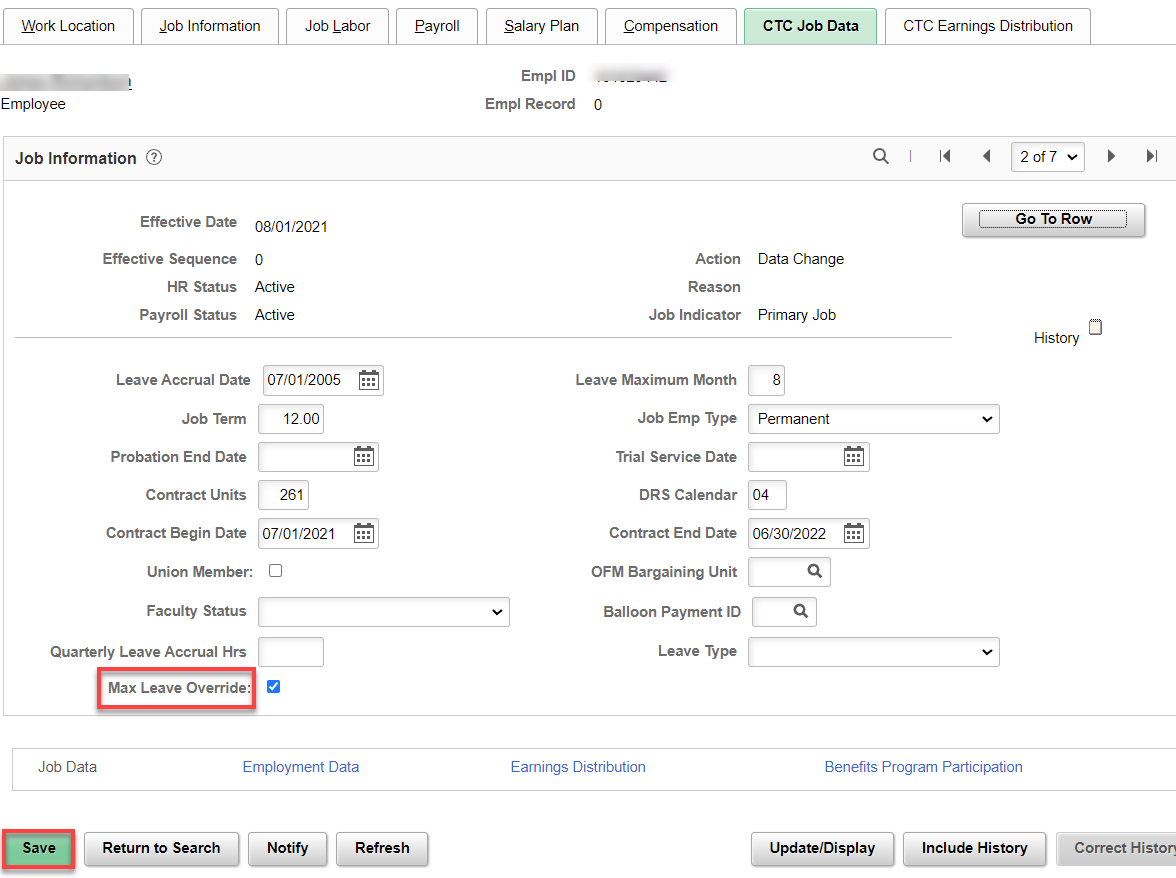 Work Location Job Information Job Labor Payroll Salary Plan Compensation CTC Job Data CTC Earnings Distribution
Empl ID
Employee Empl Record 0
Job Information ? 2 of 7
Effective Date 08/01/2021 Go To Row
Effective Sequence 0 Action Data Change
HR Status Active Reason
Payroll Status Active Job Indicator Primary Job
History
Leave Accrual Date 07/01/2005 Leave Maximum Month 8
Job Term 12.00 Job Emp Type Permanent
Probation End Date Trial Service Date
Contract Units 261 DRS Calendar 04
Contract Begin Date 07/01/2021 Contract End Date 06/30/2022
Union Member: OFM Bargaining Unit
Faculty Status Balloon Payment ID
Quarterly Leave Accrual Hrs Leave Type
Max Leave Override:
Job Data Employment Data Earnings Distribution Benefits Program Participation
Save Return to Search Notify Refresh Update/Display Include History Correct History